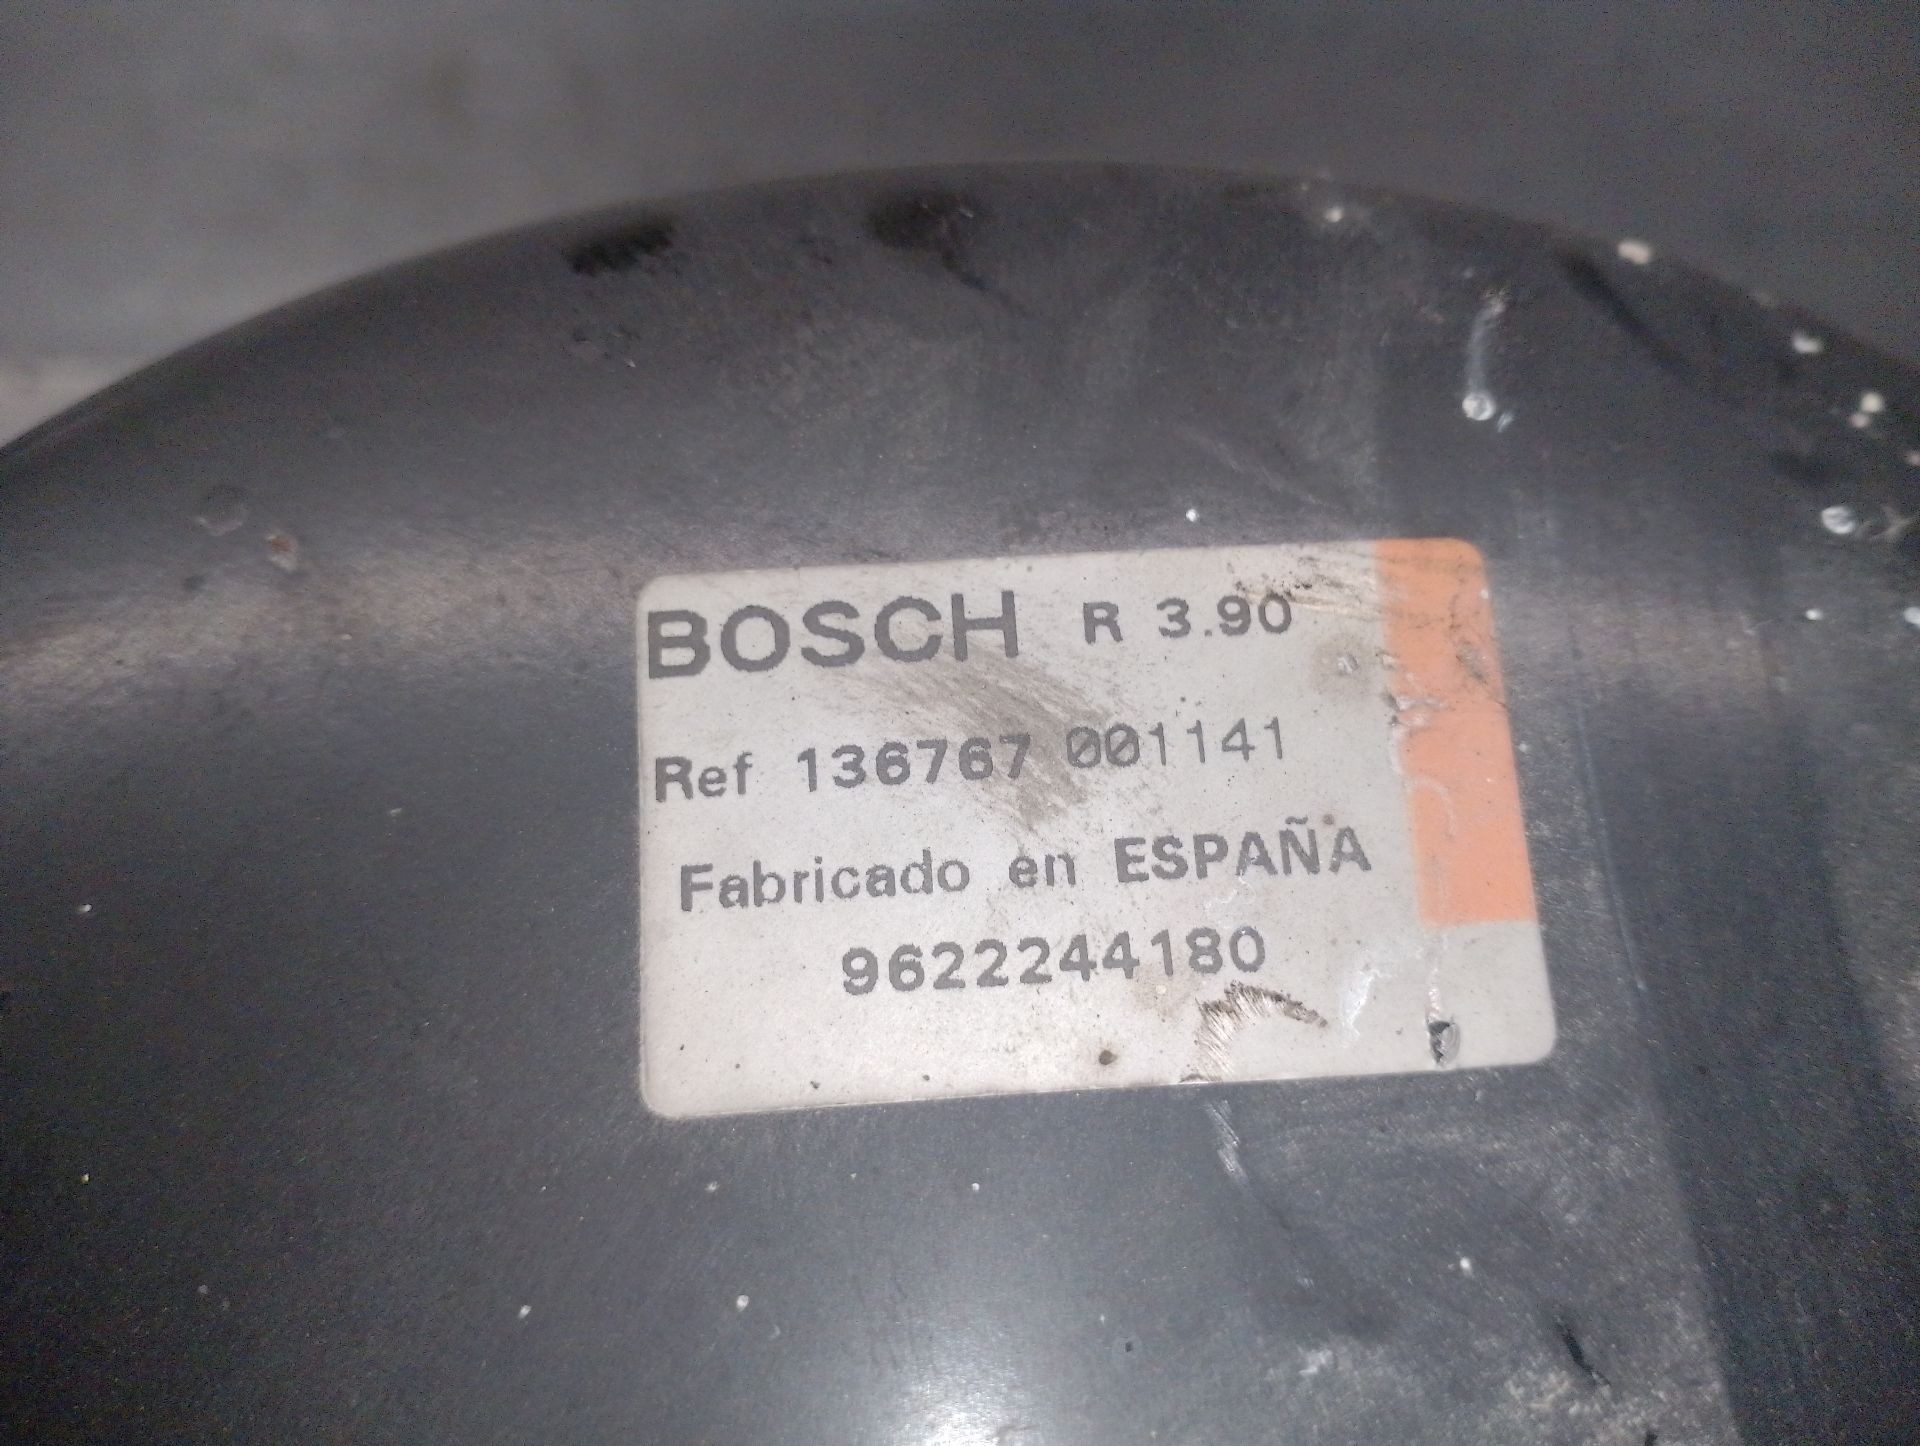 BOSCH R 3.90
Ref 136767 001141
Fabricado en ESPAÑA
9622244180